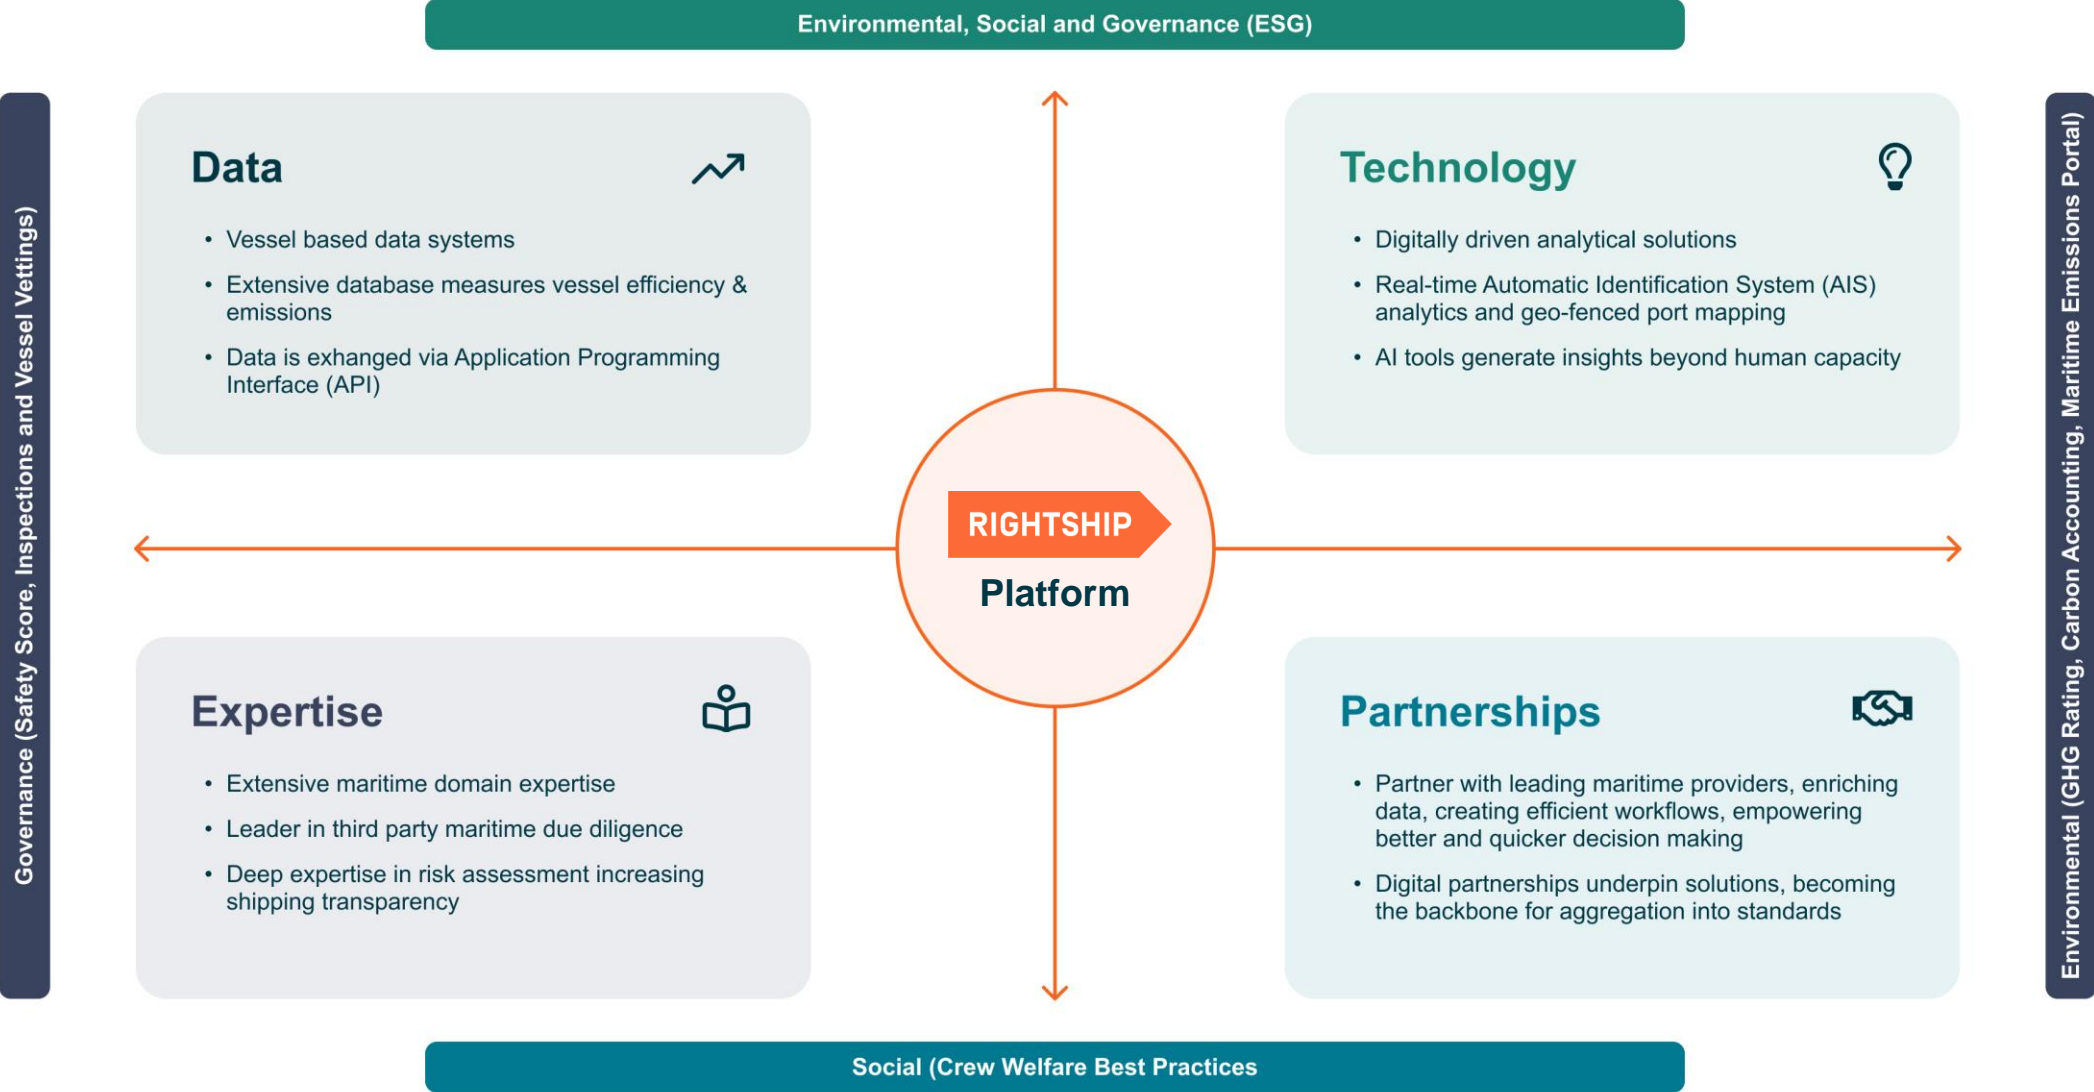 Environmental, Social and Governance (ESG)
Governance (Safety Score, Inspections and Vessel Vettings)
Data
• Vessel based data systems
• Extensive database measures vessel efficiency &
emissions
• Data is exhanged via Application Programming
Interface (API)
Technology
• Digitally driven analytical solutions
• Real-time Automatic Identification System (AIS)
analytics and geo-fenced port mapping
• AI tools generate insights beyond human capacity
RIGHTSHIP
Platform
Expertise
• Extensive maritime domain expertise
• Leader in third party maritime due diligence
• Deep expertise in risk assessment increasing
shipping transparency
Partnerships
• Partner with leading maritime providers, enriching
data, creating efficient workflows, empowering
better and quicker decision making
• Digital partnerships underpin solutions, becoming
the backbone for aggregation into standards
Environmental (GHG Rating, Carbon Accounting, Maritime Emissions Portal)
Social (Crew Welfare Best Practices